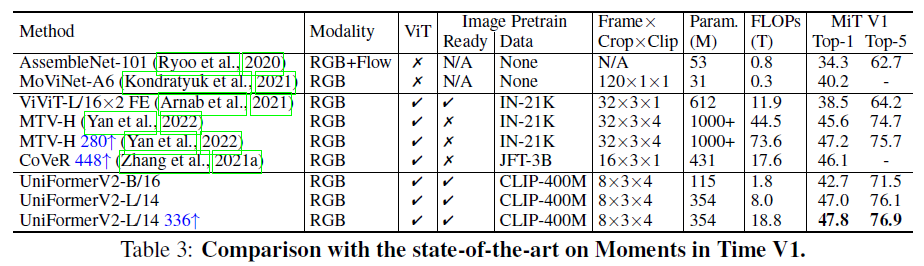 Method Modality ViT Image Pretrain Frame× Param. FLOPs MiT V1
Ready Data Crop×Clip (M) (T) Top-1 Top-5
AssembleNet-101 (Ryoo et al., 2020) RGB+Flow ✗ N/A None N/A 53 0.8 34.3 62.7
MoViNet-A6 (Kondratyuk et al., 2021) RGB ✗ N/A None 120×1×1 31 0.3 40.2 -
ViViT-L/16×2 FE (Arnab et al., 2021) RGB ✔ ✔ IN-21K 32×3×1 612 11.9 38.5 64.2
MTV-H (Yan et al., 2022) RGB ✔ ✗ IN-21K 32×3×4 1000+ 44.5 45.6 74.7
MTV-H 280↑ (Yan et al., 2022) RGB ✔ ✗ IN-21K 32×3×4 1000+ 73.6 47.2 75.7
CoVeR 448↑ (Zhang et al., 2021a) RGB ✔ ✗ JFT-3B 16×3×1 431 17.6 46.1 -
UniFormerV2-B/16 RGB ✔ ✔ CLIP-400M 8×3×4 115 1.8 42.7 71.5
UniFormerV2-L/14 RGB ✔ ✔ CLIP-400M 8×3×4 354 8.0 47.0 76.1
UniFormerV2-L/14 336↑ RGB ✔ ✔ CLIP-400M 8×3×4 354 18.8 47.8 76.9
Table 3: Comparison with the state-of-the-art on Moments in Time V1.